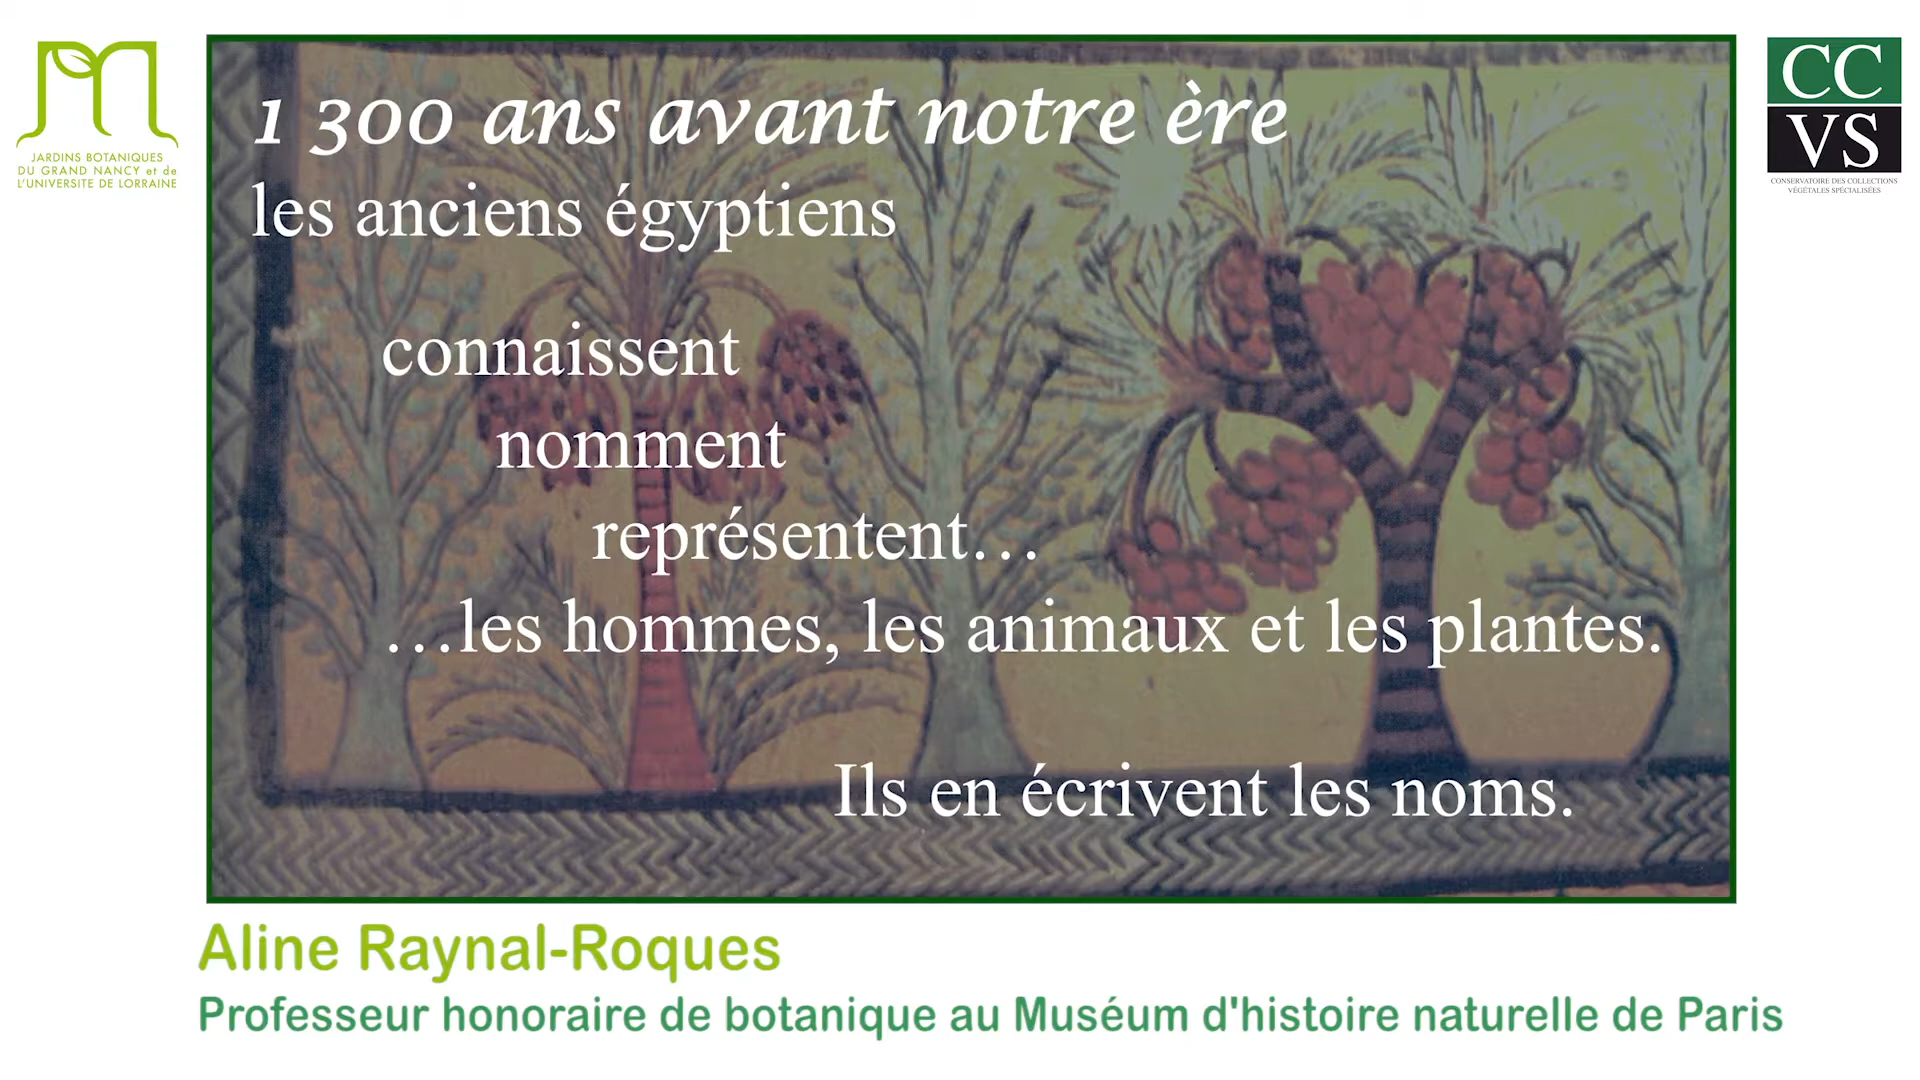 JARDINS BOTANIQUES
DU GRAND NANCY et de
L'UNIVERSITE DE LORRAINE
CC
VS
CONSERVATOIRE DES COLLECTIONS
VÉGÉTALES SPÉCIALISÉES
1 300 ans avant notre ère
les anciens égyptiens
connaissent
nomment
représentent…
…les hommes, les animaux et les plantes.
Ils en écrivent les noms.
Aline Raynal-Roques
Professeur honoraire de botanique au Muséum d'histoire naturelle de Paris